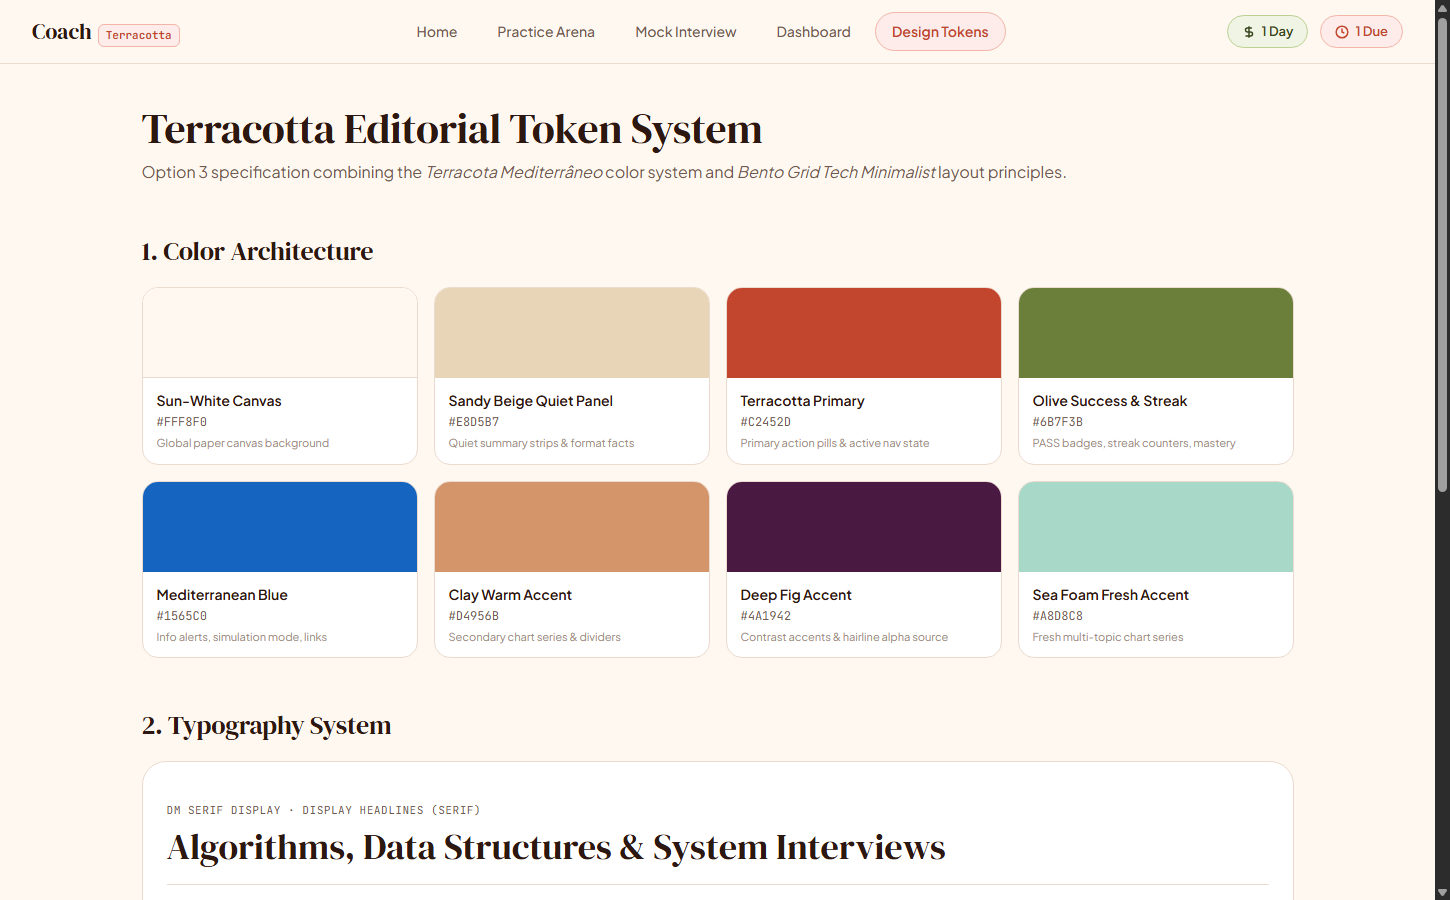 Coach Terracotta
Home Practice Arena Mock Interview Dashboard Design Tokens
1 Day 1 Due
Terracotta Editorial Token System
Option 3 specification combining the Terracota Mediterrâneo color system and Bento Grid Tech Minimalist layout principles.
1. Color Architecture
Sun-White Canvas
#FFF8F0
Global paper canvas background
Sandy Beige Quiet Panel
#E8D5B7
Quiet summary strips & format facts
Terracotta Primary
#C2452D
Primary action pills & active nav state
Olive Success & Streak
#6B7F3B
PASS badges, streak counters, mastery
Mediterranean Blue
#1565C0
Info alerts, simulation mode, links
Clay Warm Accent
#D4956B
Secondary chart series & dividers
Deep Fig Accent
#4A1942
Contrast accents & hairline alpha source
Sea Foam Fresh Accent
#A8D8C8
Fresh multi-topic chart series
2. Typography System
DM SERIF DISPLAY · DISPLAY HEADLINES (SERIF)
Algorithms, Data Structures & System Interviews